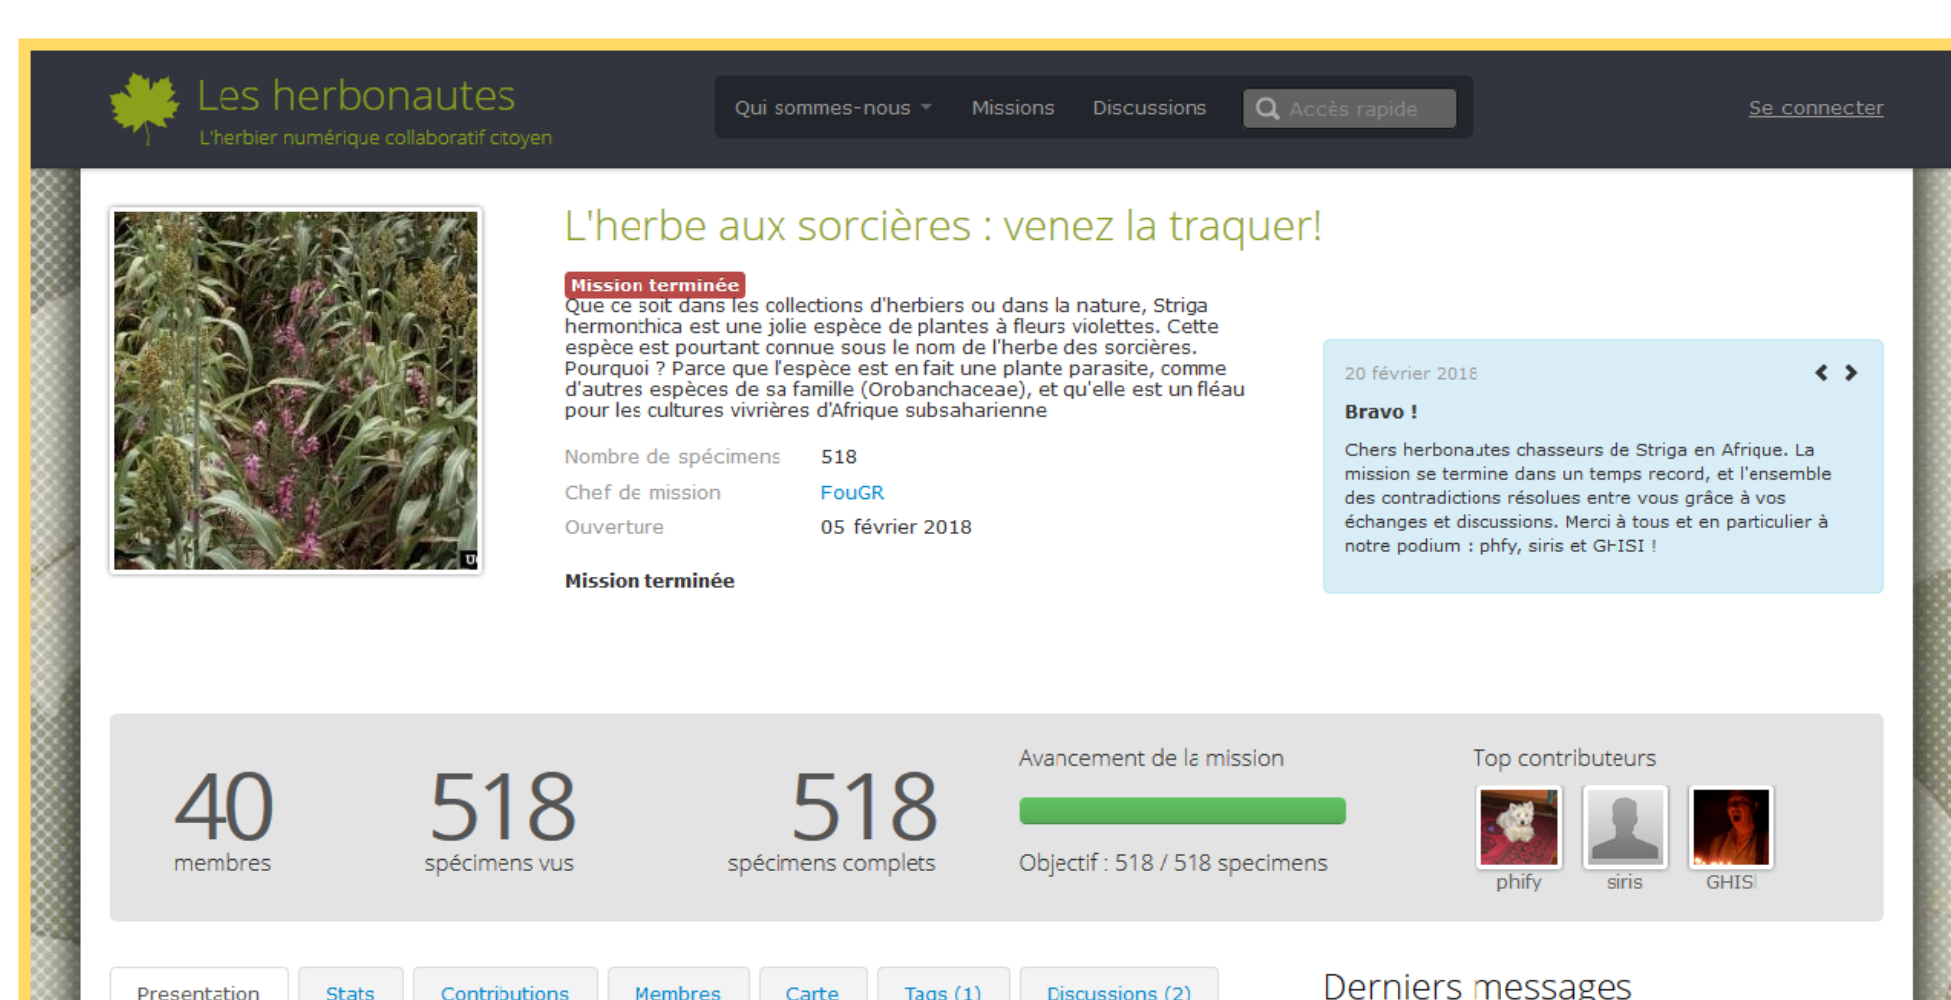 Les herbonautes
L'herbier numérique collaboratif citoyen
Qui sommes-nous Missions Discussions Accès rapide
Se connecter
L'herbe aux sorcières : venez la traquer!
Mission terminée
Que ce soit dans les collections d'herbiers ou dans la nature, Striga
hermonthica est une jolie espèce de plantes à fleurs violettes. Cette
espèce est pourtant connue sous le nom de l'herbe des sorcières.
Pourquoi ? Parce que l'espèce est en fait une plante parasite, comme
d'autres espèces de sa famille (Orobanchaceae), et qu'elle est un fléau
pour les cultures vivrières d'Afrique subsaharienne
Nombre de spécimens 518
Chef de mission FouGR
Ouverture 05 février 2018
Mission terminée
20 février 2018
Bravo !
Chers herbonautes chasseurs de Striga en Afrique. La
mission se termine dans un temps record, et l'ensemble
des contradictions résolues entre vous grâce à vos
échanges et discussions. Merci à tous et en particulier à
notre podium : phfy, siris et GHISI !
40
membres
518
spécimens vus
518
spécimens complets
Avancement de la mission
Objectif : 518 / 518 specimens
Top contributeurs
phify siris GHISI
Presentation Stats Contributions Membres Carte Tags (1) Discussions (2)
Derniers messages